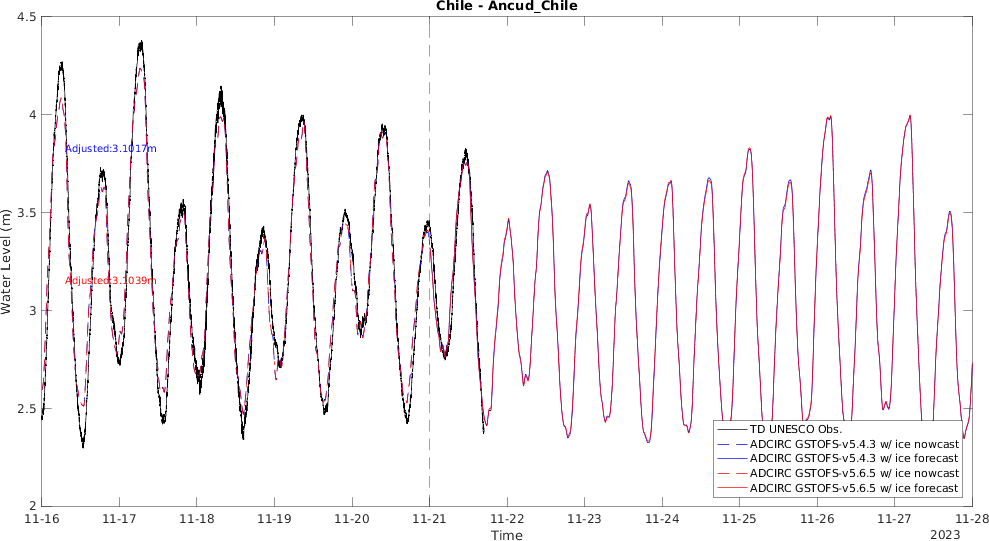 Chile - Ancud_Chile
4.5
4
3.5
3
2.5
2
Water Level (m)
Adjusted:3.1017m
Adjusted:3.1039m
TD UNESCO Obs.
ADCIRC GSTOFS-v5.4.3 w/ ice nowcast
ADCIRC GSTOFS-v5.4.3 w/ ice forecast
ADCIRC GSTOFS-v5.6.5 w/ ice nowcast
ADCIRC GSTOFS-v5.6.5 w/ ice forecast
11-16 11-17 11-18 11-19 11-20 11-21 11-22 11-23 11-24 11-25 11-26 11-27 11-28
Time
2023